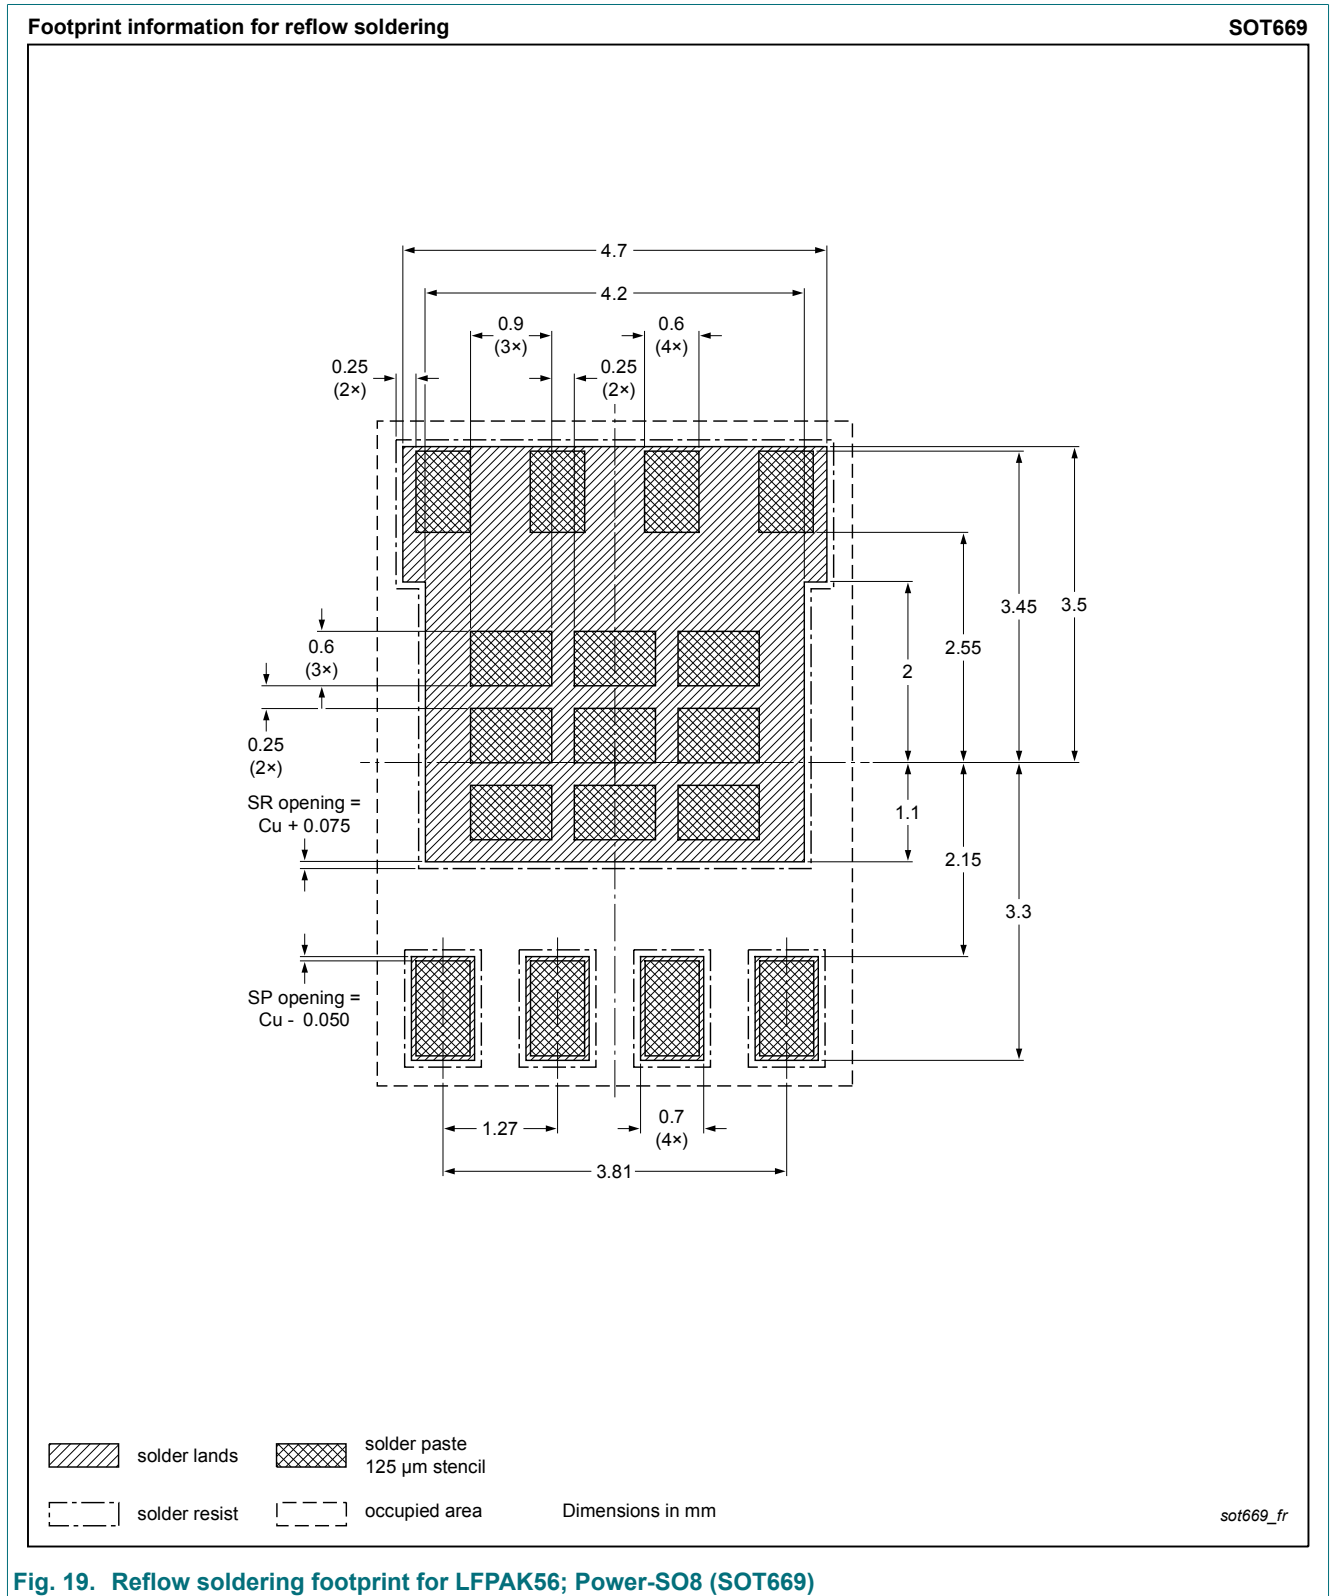 Footprint information for reflow soldering
SOT669
4.7
4.2
0.9
(3×)
0.6
(4×)
0.25
(2×)
0.25
(2×)
3.45
3.5
2.55
2
0.6
(3×)
0.25
(2×)
SR opening =
Cu + 0.075
1.1
2.15
3.3
SP opening =
Cu - 0.050
1.27
0.7
(4×)
3.81
solder lands
solder paste
125 µm stencil
solder resist
occupied area
Dimensions in mm
sot669_fr
Fig. 19. Reflow soldering footprint for LFPAK56; Power-SO8 (SOT669)